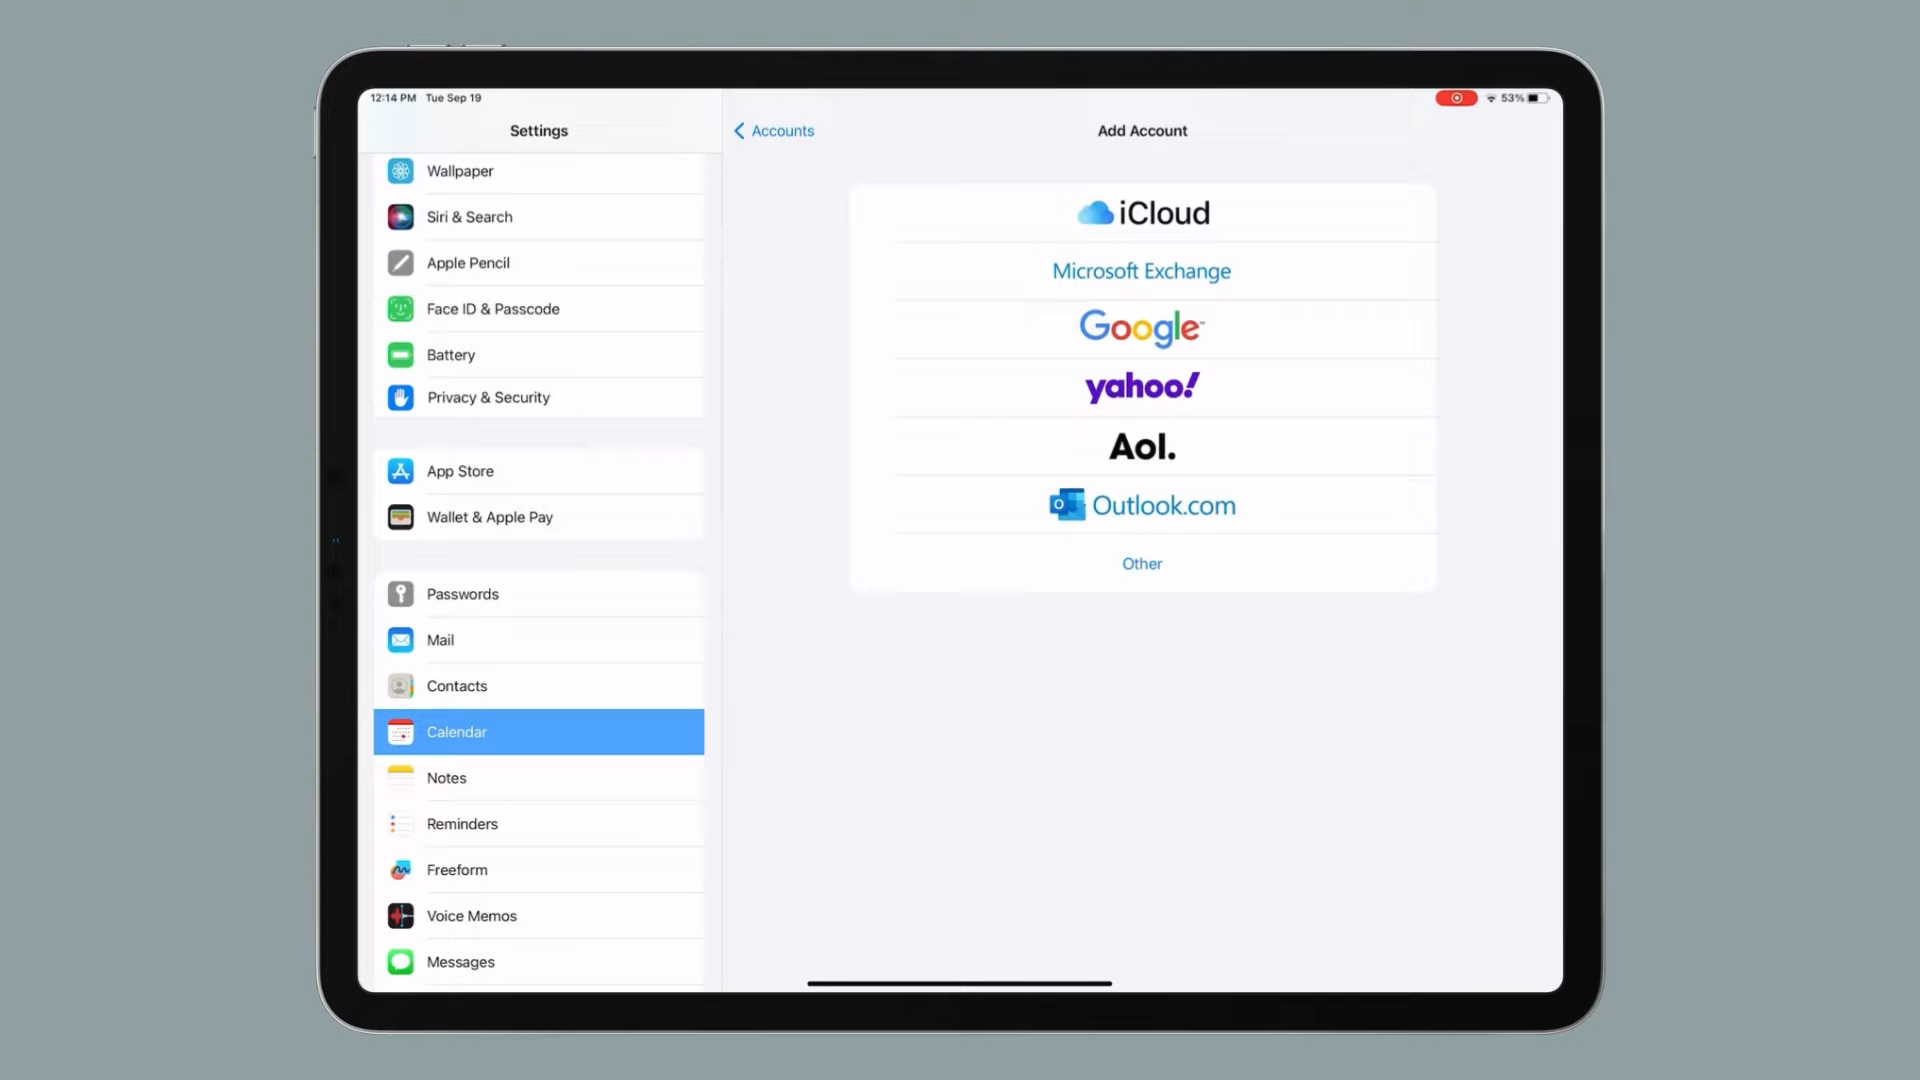 12:14 PM Tue Sep 19
53%
Settings
Accounts
Add Account
Wallpaper
Siri & Search
Apple Pencil
Face ID & Passcode
Battery
Privacy & Security
App Store
Wallet & Apple Pay
Passwords
Mail
Contacts
Calendar
Notes
Reminders
Freeform
Voice Memos
Messages
iCloud
Microsoft Exchange
Google
yahoo!
Aol.
Outlook.com
Other